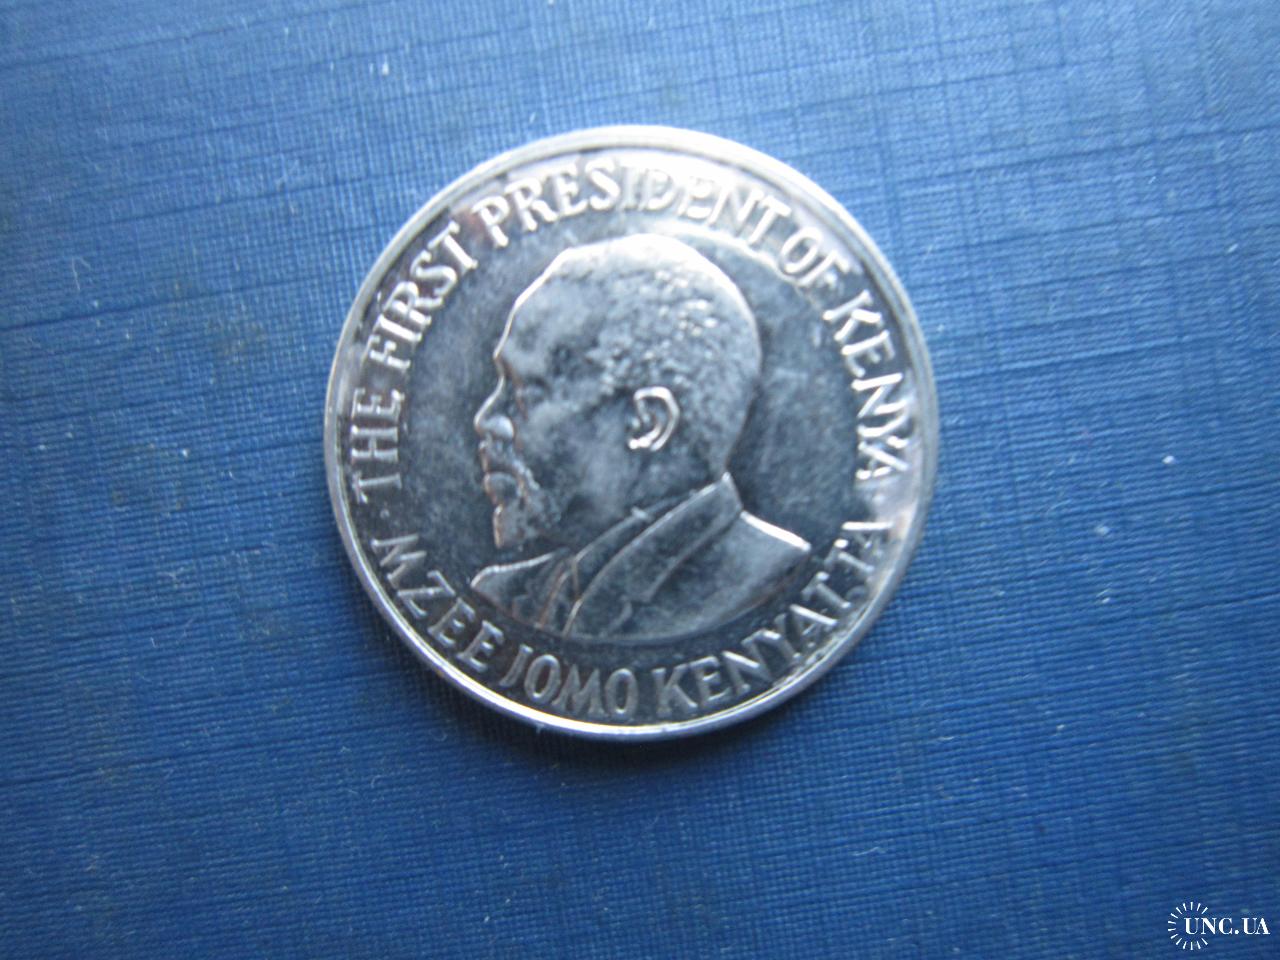 · THE FIRST PRESIDENT OF KENYA ·
MZEE JOMO KENYATTA
UNC.UA